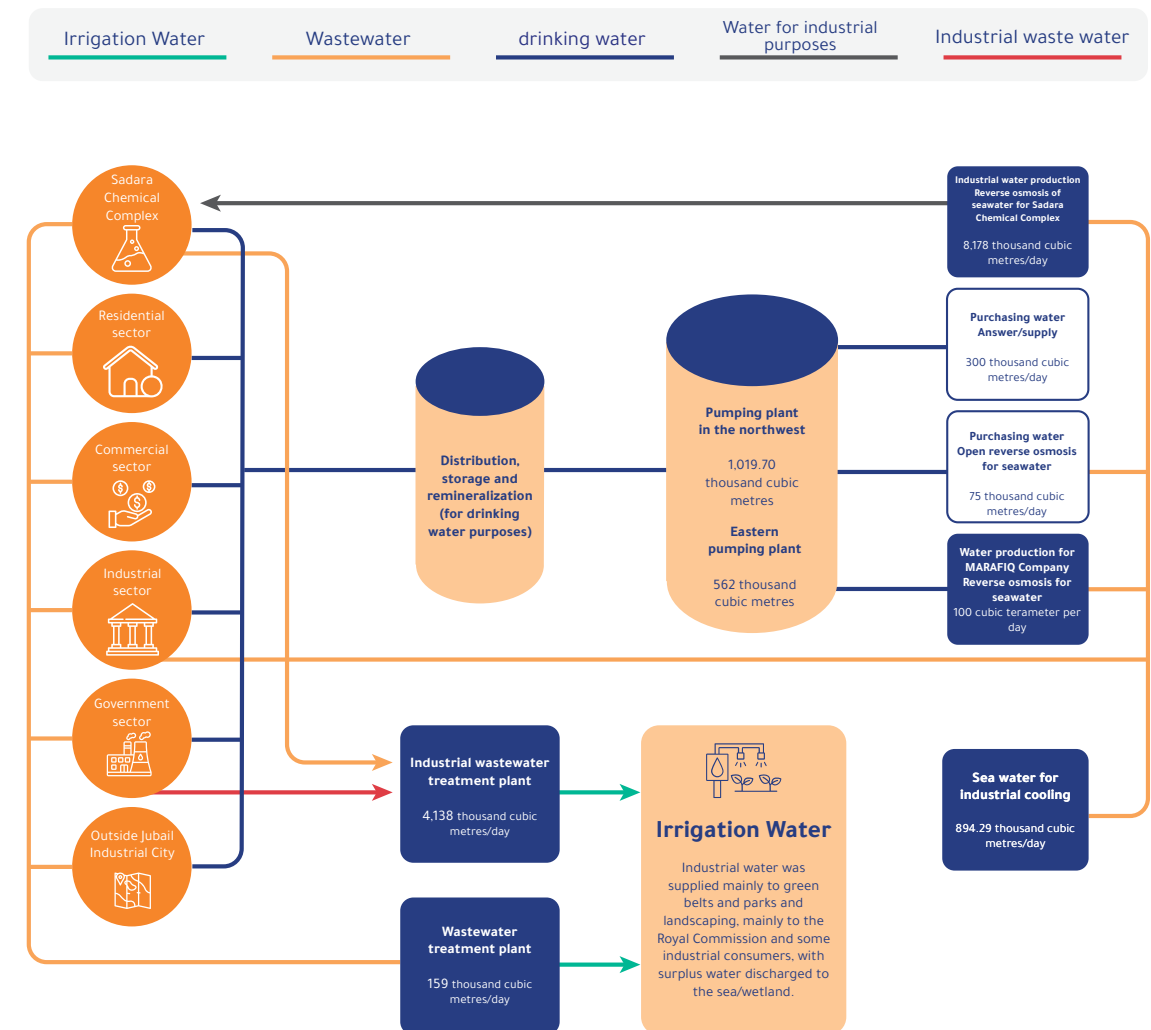 Irrigation Water
Wastewater
drinking water
Water for industrial
purposes
Industrial waste water
Sadara
Chemical
Complex
Residential
sector
Commercial
sector
Industrial
sector
Government
sector
Outside Jubail
Industrial City
Distribution,
storage and
remineralization
(for drinking
water purposes)
Pumping plant
in the northwest
1,019.70
thousand cubic
metres
Eastern
pumping plant
562 thousand
cubic metres
Industrial water production
Reverse osmosis of
seawater for Sadara
Chemical Complex
8,178 thousand cubic
metres/day
Purchasing water
Answer/supply
300 thousand cubic
metres/day
Purchasing water
Open reverse osmosis
for seawater
75 thousand cubic
metres/day
Water production for
MARAFIQ Company
Reverse osmosis for
seawater
100 cubic terameter per
day
Industrial wastewater
treatment plant
4,138 thousand cubic
metres/day
Wastewater
treatment plant
159 thousand cubic
metres/day
Irrigation Water
Industrial water was
supplied mainly to green
belts and parks and
landscaping, mainly to the
Royal Commission and some
industrial consumers, with
surplus water discharged to
the sea/wetland.
Sea water for
industrial cooling
894.29 thousand cubic
metres/day